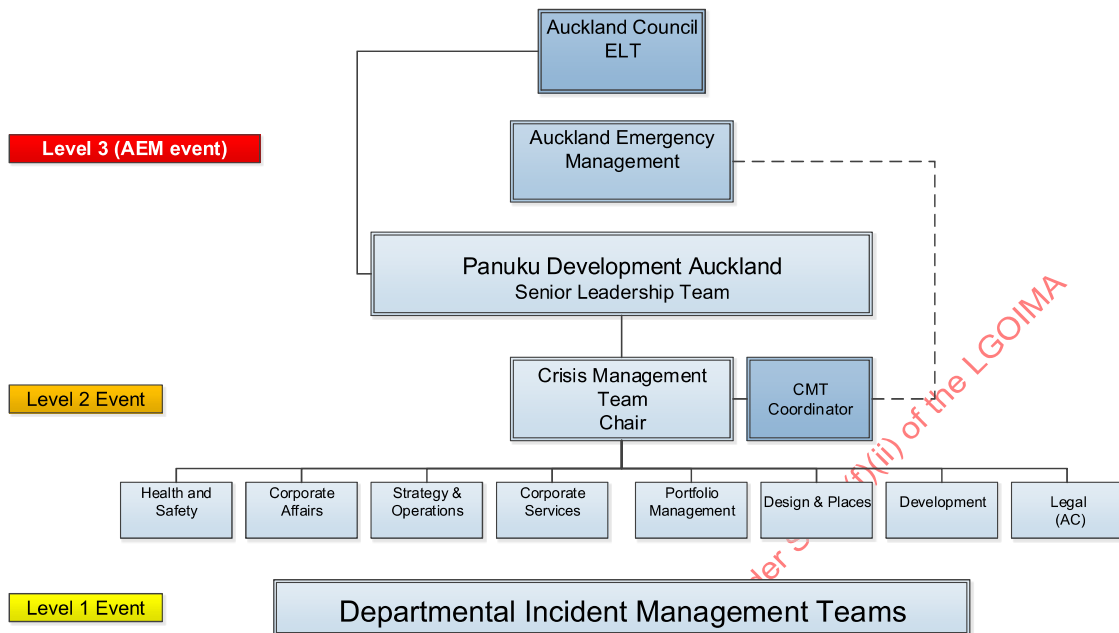 Auckland Council
ELT
Level 3 (AEM event)
Auckland Emergency
Management
Panuku Development Auckland
Senior Leadership Team
Level 2 Event
Crisis Management
Team
Chair
CMT
Coordinator
Health and
Safety
Corporate
Affairs
Strategy &
Operations
Corporate
Services
Portfolio
Management
Design & Places
Development
Legal
(AC)
Level 1 Event
Departmental Incident Management Teams
of the LGOIMA